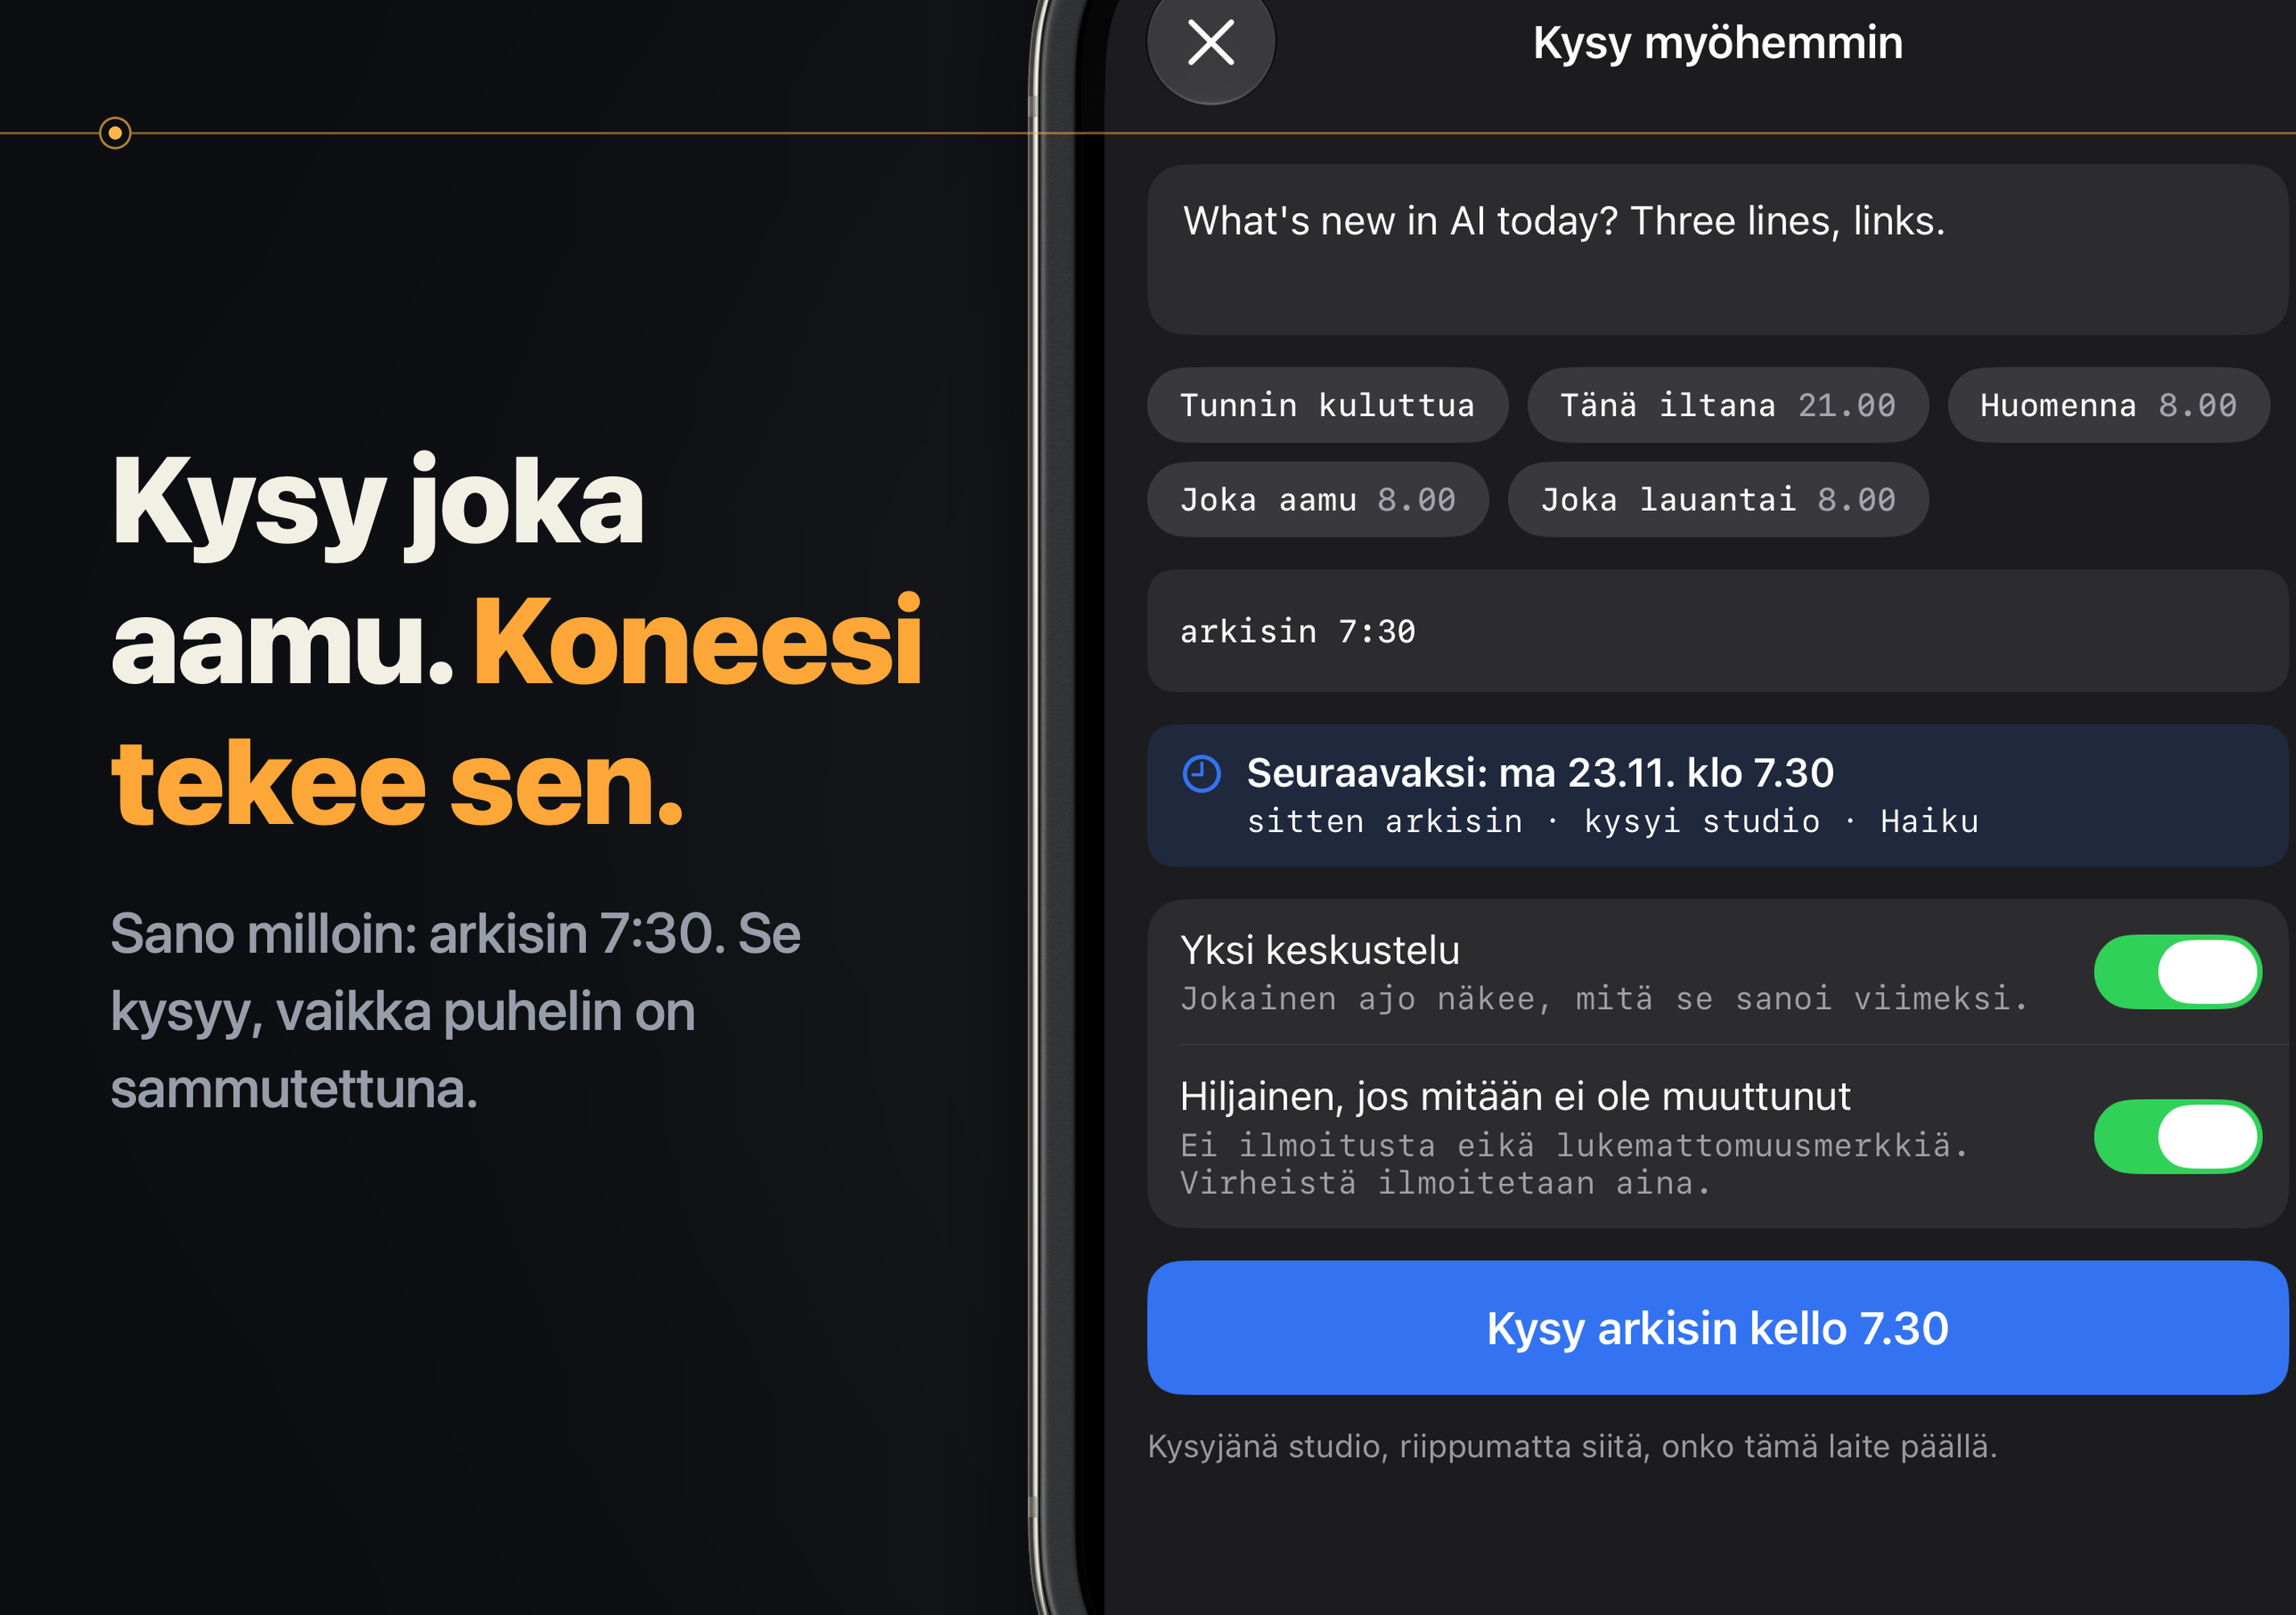 Kysy joka
aamu. Koneesi
tekee sen.
Sano milloin: arkisin 7:30. Se
kysyy, vaikka puhelin on
sammutettuna.
Kysy myöhemmin
What's new in AI today? Three lines, links.
Tunnin kuluttua
Tänä iltana 21.00
Huomenna 8.00
Joka aamu 8.00
Joka lauantai 8.00
arkisin 7:30
Seuraavaksi: ma 23.11. klo 7.30
sitten arkisin · kysyi studio · Haiku
Yksi keskustelu
Jokainen ajo näkee, mitä se sanoi viimeksi.
Hiljainen, jos mitään ei ole muuttunut
Ei ilmoitusta eikä lukemattomuusmerkkiä.
Virheistä ilmoitetaan aina.
Kysy arkisin kello 7.30
Kysyjänä studio, riippumatta siitä, onko tämä laite päällä.